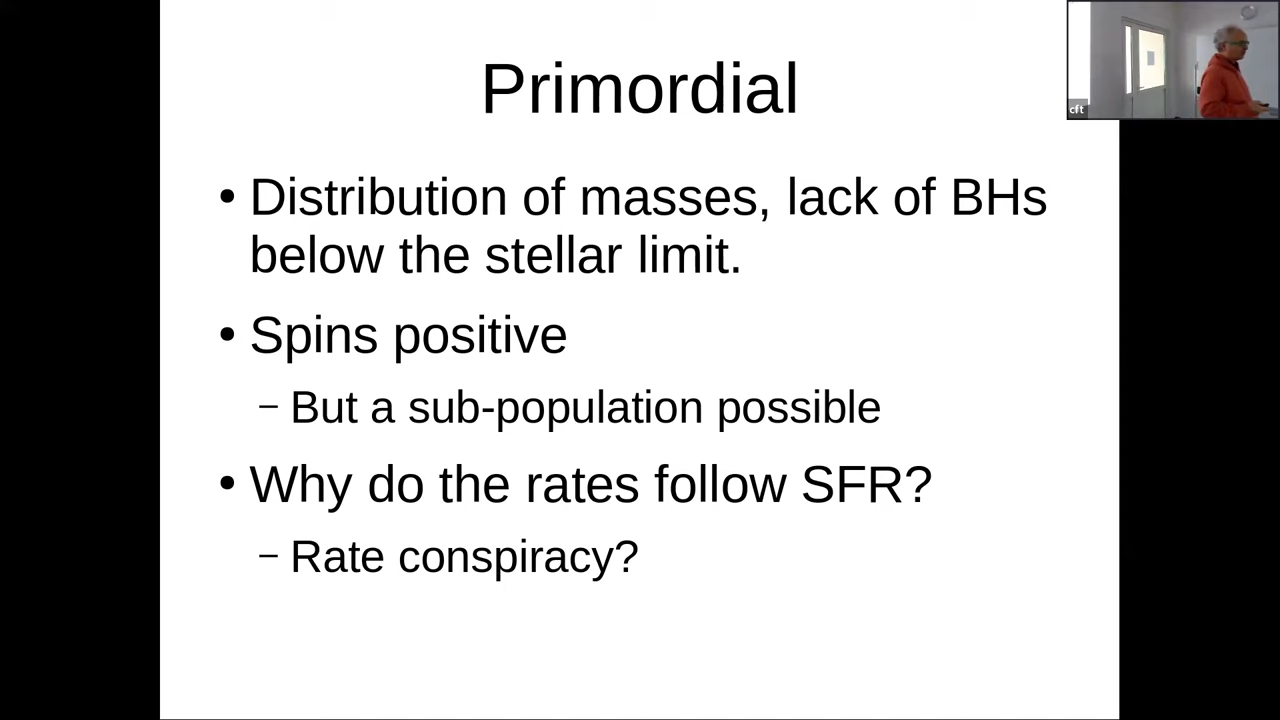 Primordial
• Distribution of masses, lack of BHs
below the stellar limit.
• Spins positive
– But a sub-population possible
• Why do the rates follow SFR?
– Rate conspiracy?
cft